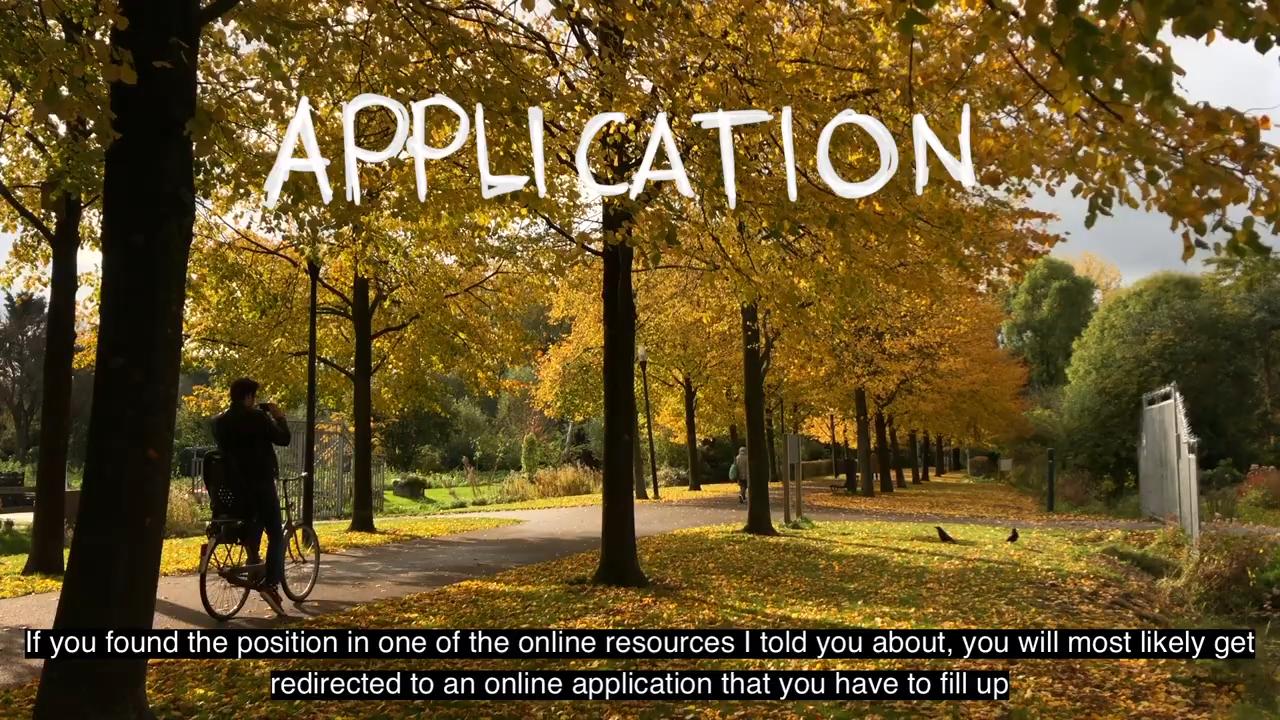 APPLICATION
If you found the position in one of the online resources I told you about, you will most likely get
redirected to an online application that you have to fill up